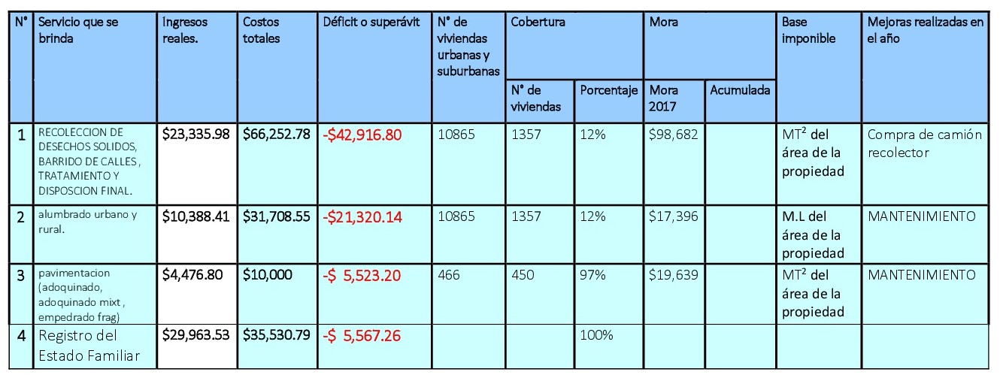 N° Servicio que se brinda Ingresos reales. Costos totales Déficit o superávit N° de viviendas urbanas y suburbanas Cobertura Mora Base imponible Mejoras realizadas en el año
N° de viviendas Porcentaje Mora 2017 Acumulada
1 RECOLECCION DE DESECHOS SOLIDOS, BARRIDO DE CALLES , TRATAMIENTO Y DISPOSCION FINAL. $23,335.98 $66,252.78 -$42,916.80 10865 1357 12% $98,682 MT² del área de la propiedad Compra de camión recolector
2 alumbrado urbano y rural. $10,388.41 $31,708.55 -$21,320.14 10865 1357 12% $17,396 M.L del área de la propiedad MANTENIMIENTO
3 pavimentacion (adoquinado, adoquinado mixt , empedrado frag) $4,476.80 $10,000 -$ 5,523.20 466 450 97% $19,639 MT² del área de la propiedad MANTENIMIENTO
4 Registro del Estado Familiar $29,963.53 $35,530.79 -$ 5,567.26 100%